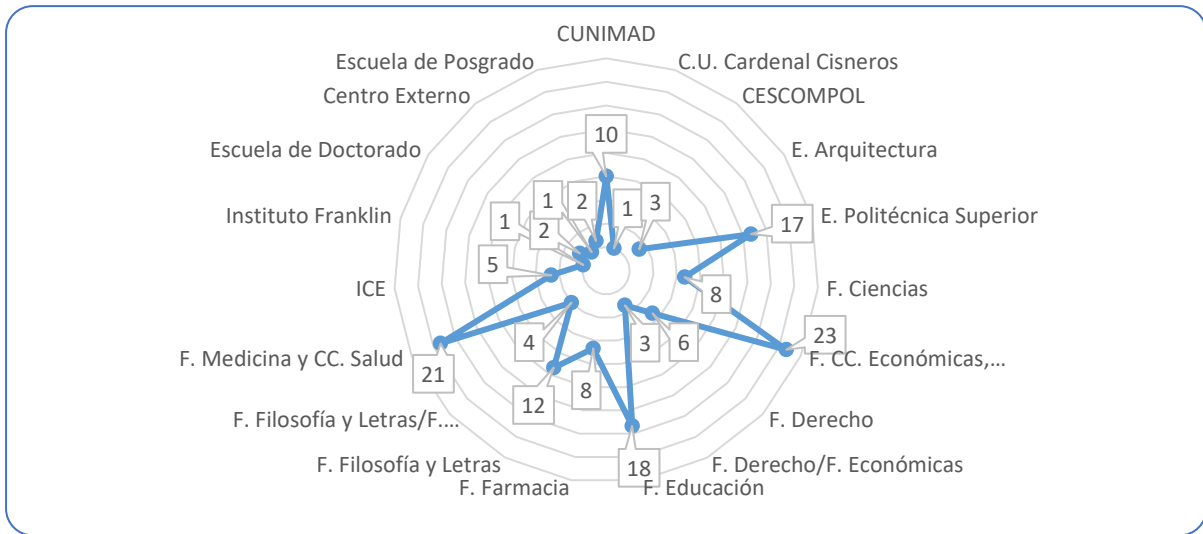 CUNIMAD
Escuela de Posgrado
C.U. Cardenal Cisneros
Centro Externo
CESCOMPOL
10
Escuela de Doctorado
E. Arquitectura
1
2
1
3
Instituto Franklin
1
2
17
E. Politécnica Superior
5
ICE
8
F. Ciencias
4
3
6
23
F. Medicina y CC. Salud
21
F. CC. Económicas,...
12
8
F. Filosofía y Letras/F....
F. Derecho
F. Filosofía y Letras
18
F. Derecho/F. Económicas
F. Farmacia
F. Educación